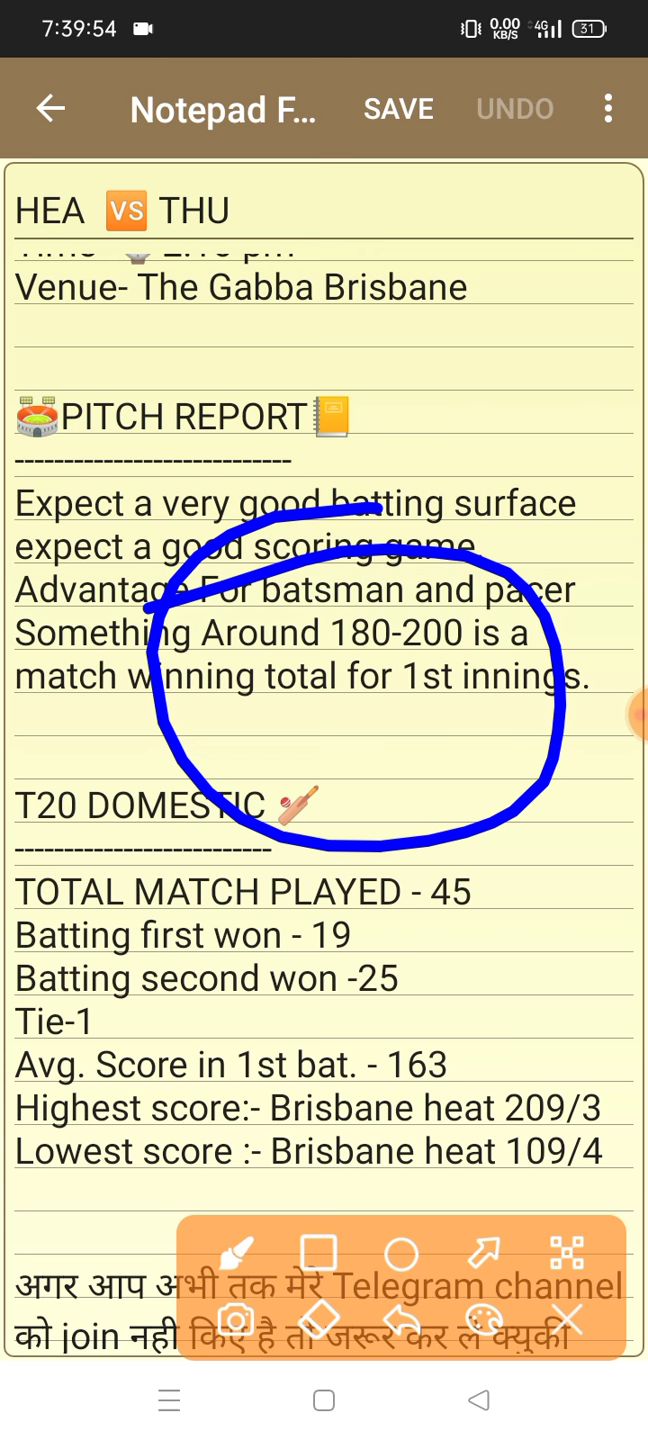 7:39:54
0.00 KB/S 4G 31
Notepad F... SAVE UNDO
HEA 🆚 THU
Venue- The Gabba Brisbane
🏟️PITCH REPORT📒
----------------------------
Expect a very good batting surface
expect a good scoring game.
Advantage For batsman and pacer
Something Around 180-200 is a
match winning total for 1st innings.
T20 DOMESTIC 🏏
--------------------------
TOTAL MATCH PLAYED - 45
Batting first won - 19
Batting second won -25
Tie-1
Avg. Score in 1st bat. - 163
Highest score:- Brisbane heat 209/3
Lowest score :- Brisbane heat 109/4
अगर आप अभी तक मेरे Telegram channel
को join नही किए है तो जरूर कर ले क्युकी